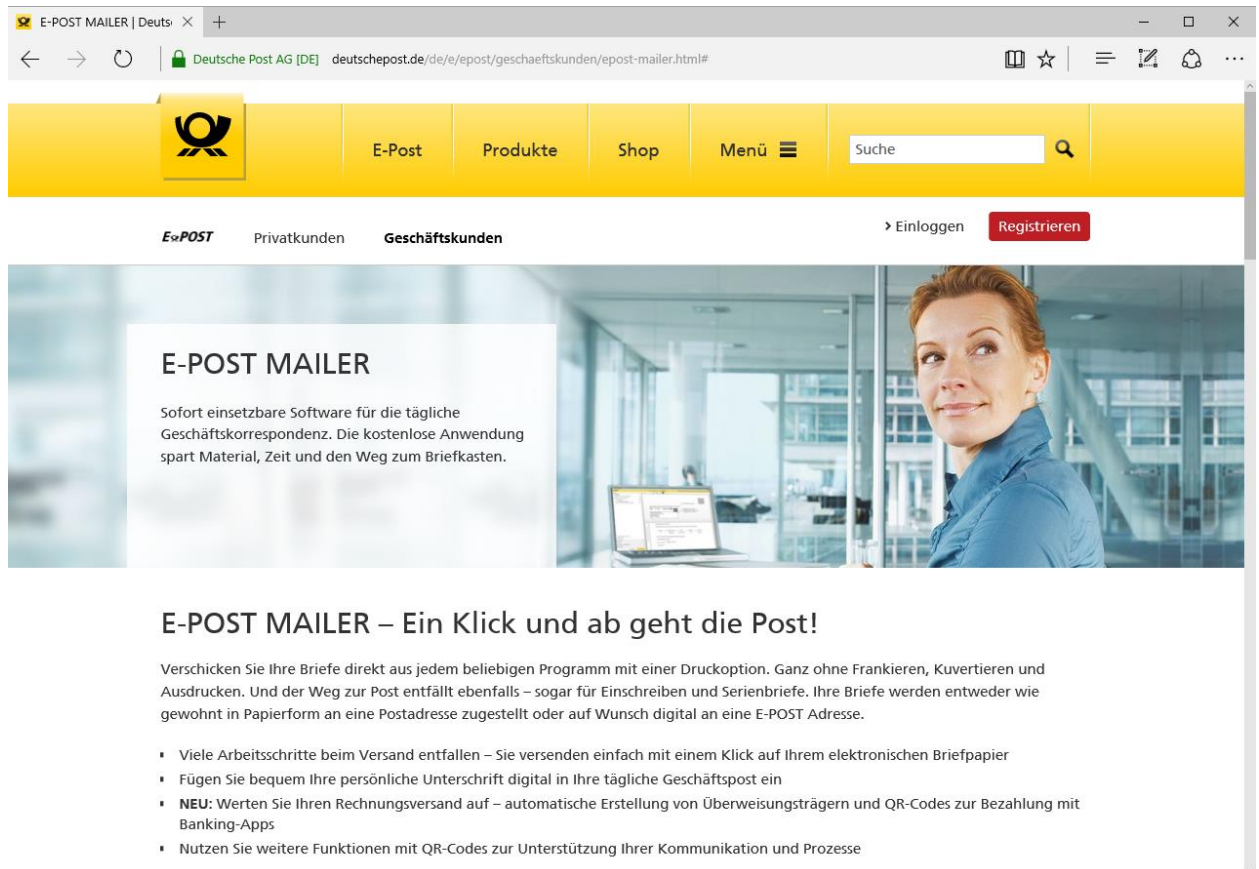 E-POST MAILER | Deuts
Deutsche Post AG [DE] deutschepost.de/de/e/epost/geschaeftskunden/epost-mailer.html#
E-Post Produkte Shop Menü Suche
E-POST Privatkunden Geschäftskunden Einloggen Registrieren
E-POST MAILER
Sofort einsetzbare Software für die tägliche
Geschäftskorrespondenz. Die kostenlose Anwendung
spart Material, Zeit und den Weg zum Briefkasten.
E-POST MAILER – Ein Klick und ab geht die Post!
Verschicken Sie Ihre Briefe direkt aus jedem beliebigen Programm mit einer Druckoption. Ganz ohne Frankieren, Kuvertieren und
Ausdrucken. Und der Weg zur Post entfällt ebenfalls – sogar für Einschreiben und Serienbriefe. Ihre Briefe werden entweder wie
gewohnt in Papierform an eine Postadresse zugestellt oder auf Wunsch digital an eine E-POST Adresse.
Viele Arbeitsschritte beim Versand entfallen – Sie versenden einfach mit einem Klick auf Ihrem elektronischen Briefpapier
Fügen Sie bequem Ihre persönliche Unterschrift digital in Ihre tägliche Geschäftspost ein
NEU: Werten Sie Ihren Rechnungsversand auf – automatische Erstellung von Überweisungsträgern und QR-Codes zur Bezahlung mit
Banking-Apps
Nutzen Sie weitere Funktionen mit QR-Codes zur Unterstützung Ihrer Kommunikation und Prozesse